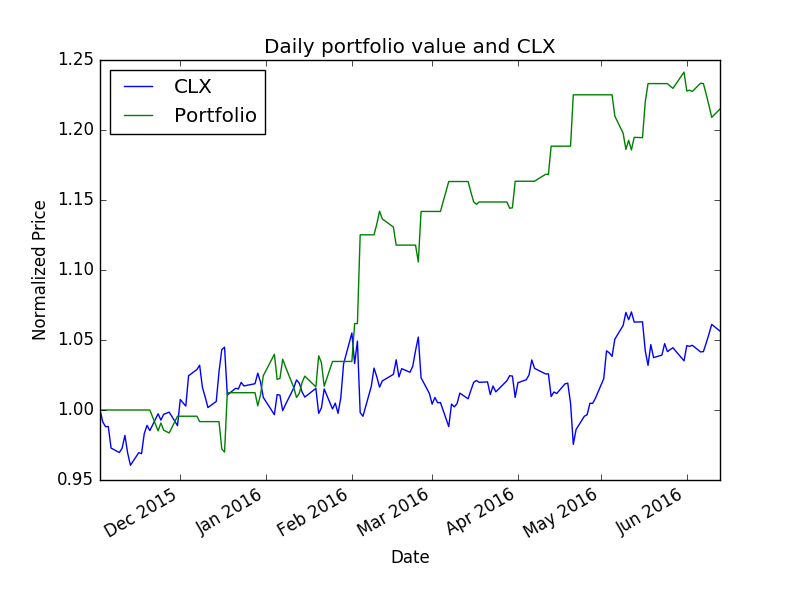 Daily portfolio value and CLX
CLX
Portfolio
1.25
1.20
1.15
1.10
1.05
1.00
0.95
Normalized Price
Dec 2015
Jan 2016
Feb 2016
Mar 2016
Apr 2016
May 2016
Jun 2016
Date